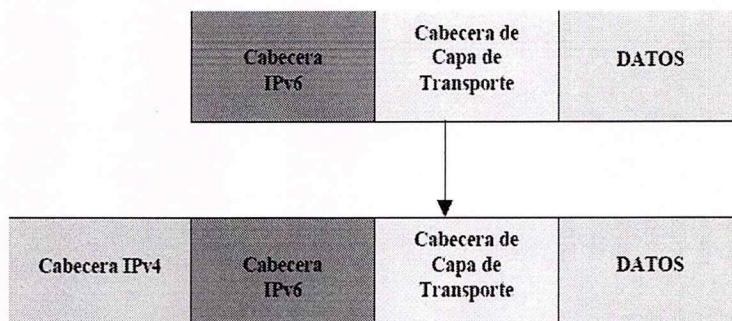 Cabecera
IPv6
Cabecera de
Capa de
Transporte
DATOS
Cabecera IPv4
Cabecera
IPv6
Cabecera de
Capa de
Transporte
DATOS